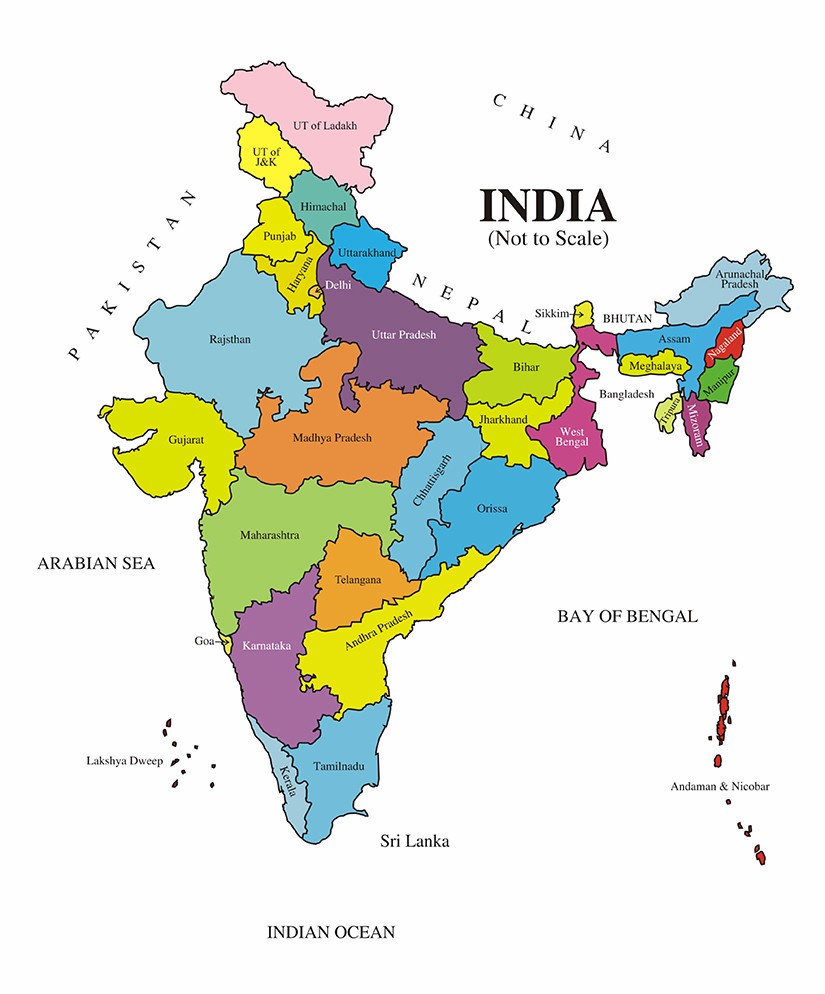 CHINA
UT of Ladakh
UT of
J&K
PAKISTAN
Himachal
INDIA
(Not to Scale)
Punjab
Uttarakhand
Haryana
Delhi
NEPAL
Arunachal
Pradesh
Sikkim
BHUTAN
Rajsthan
Uttar Pradesh
Assam
Nagaland
Bihar
Meghalaya
Manipur
Bangladesh
Tripura
Mizoram
Gujarat
Madhya Pradesh
Jharkhand
West
Bengal
Chhattisgarh
Orissa
Maharashtra
ARABIAN SEA
Telangana
BAY OF BENGAL
Andhra Pradesh
Goa
Karnataka
Lakshya Dweep
Kerala
Tamilnadu
Andaman & Nicobar
Sri Lanka
INDIAN OCEAN